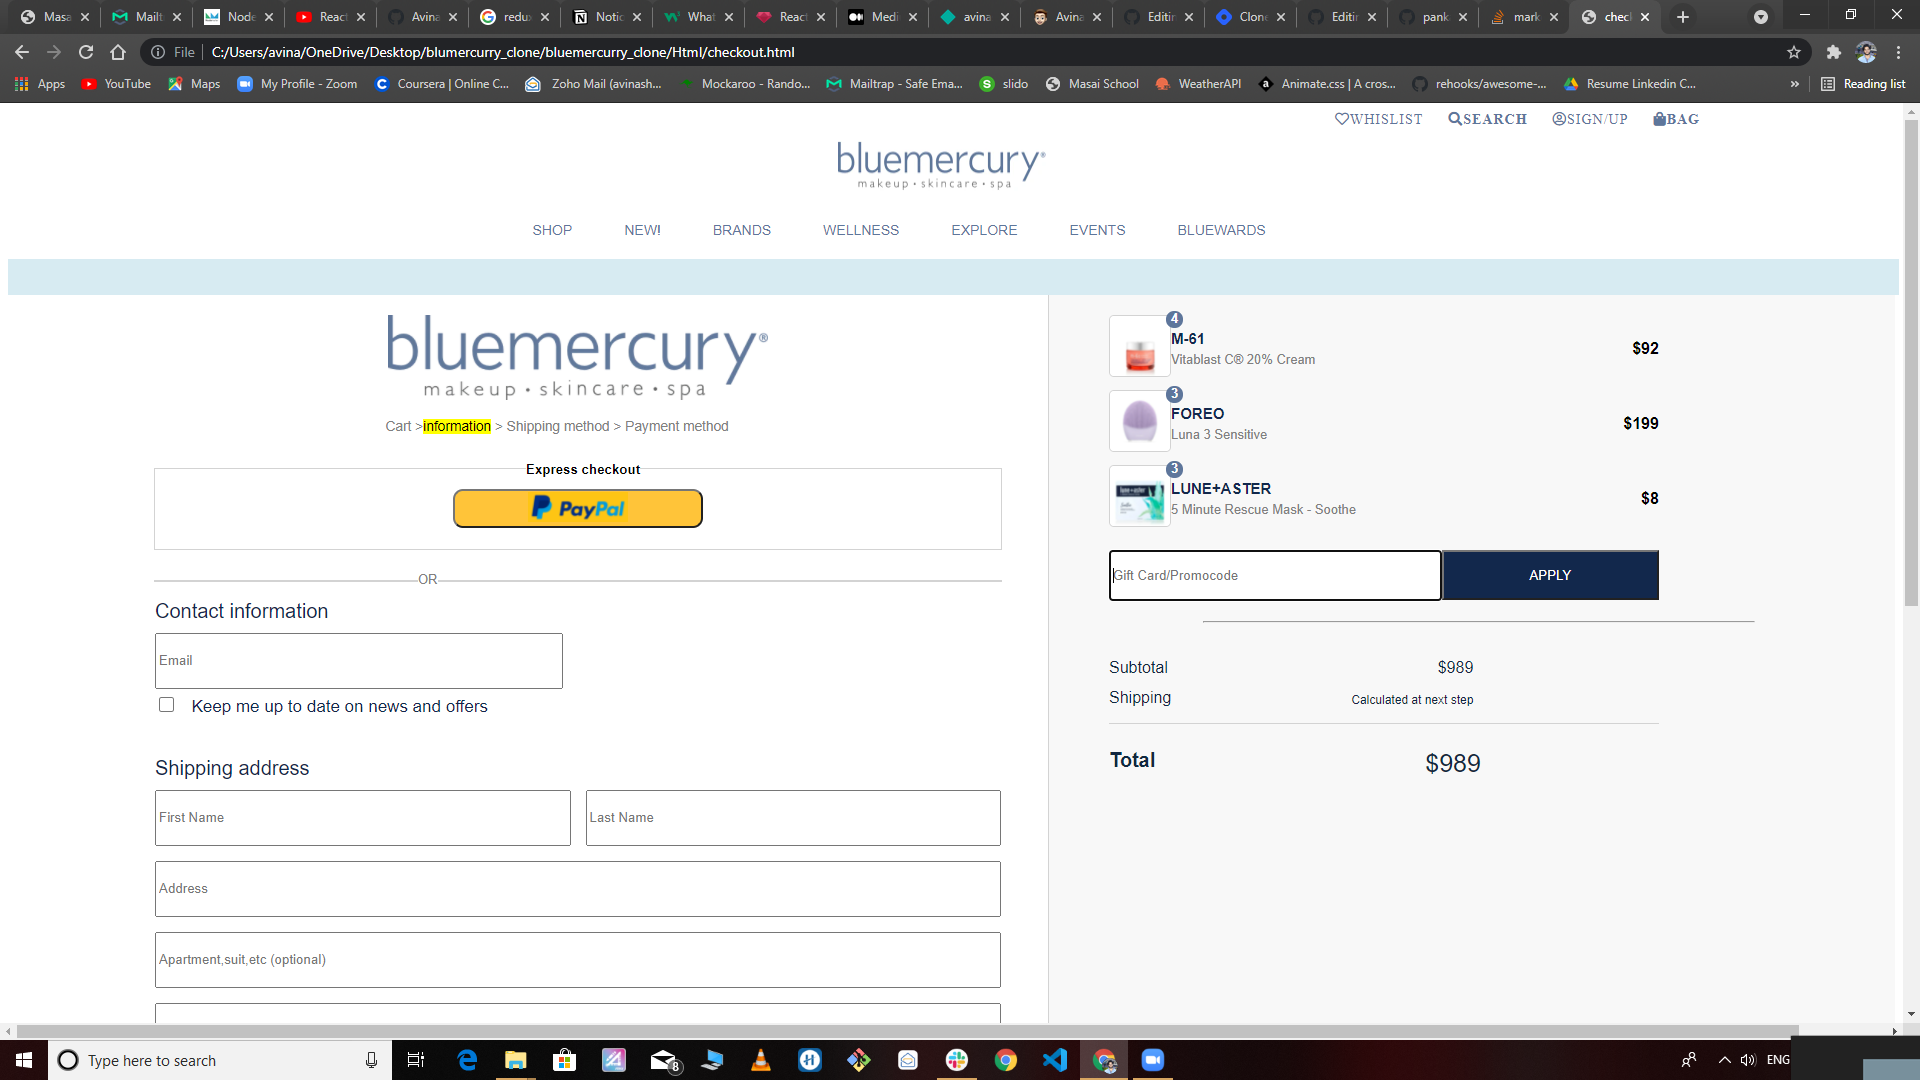 Masa
Mailt
Node
React
Avina
redux
Notic
What
React
Medi
avina
Avina
Editin
Clone
Editin
pank
mark
check
File
C:/Users/avina/OneDrive/Desktop/blumercurry_clone/bluemercurry_clone/Html/checkout.html
Apps
YouTube
Maps
My Profile - Zoom
Coursera | Online C...
Zoho Mail (avinash...
Mockaroo - Rando...
Mailtrap - Safe Ema...
slido
Masai School
WeatherAPI
Animate.css | A cros...
rehooks/awesome-...
Resume Linkedin C...
»
Reading list
WHISLIST
SEARCH
SIGN/UP
BAG
bluemercury®
makeup • skincare • spa
SHOP
NEW!
BRANDS
WELLNESS
EXPLORE
EVENTS
BLUEWARDS
bluemercury®
makeup • skincare • spa
Cart >information > Shipping method > Payment method
Express checkout
PayPal
OR
Contact information
Email
Keep me up to date on news and offers
Shipping address
First Name
Last Name
Address
Apartment,suit,etc (optional)
4
M-61
Vitablast C® 20% Cream
$92
3
FOREO
Luna 3 Sensitive
$199
3
LUNE+ASTER
5 Minute Rescue Mask - Soothe
$8
Gift Card/Promocode
APPLY
Subtotal
$989
Shipping
Calculated at next step
Total
$989
Type here to search
8
ENG